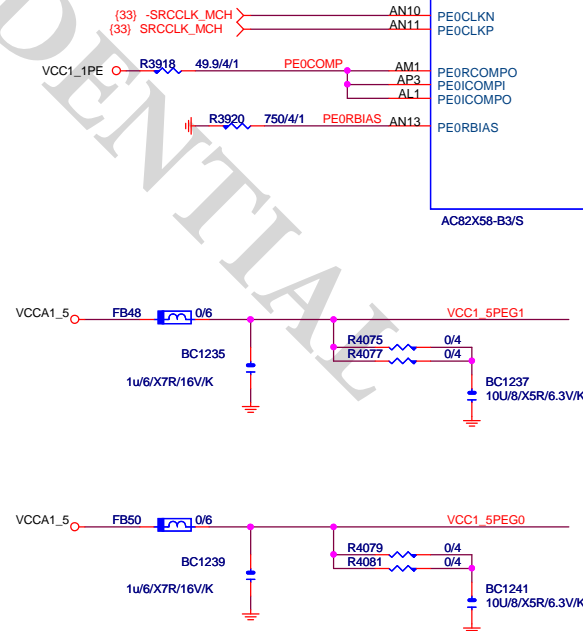 {33} -SRCCLK_MCH AN10 PE0CLKN
{33} SRCCLK_MCH AN11 PE0CLKP
VCC1_1PE R3918 49.9/4/1 PE0COMP AM1 PE0RCOMPO
AP3 PE0ICOMPI
AL1 PE0ICOMPO
R3920 750/4/1 PE0RBIAS AN13 PE0RBIAS
AC82X58-B3/S
VCCA1_5 FB48 0/6 VCC1_5PEG1
R4075 0/4
R4077 0/4
BC1235
1u/6/X7R/16V/K
BC1237
10U/8/X5R/6.3V/K
VCCA1_5 FB50 0/6 VCC1_5PEG0
R4079 0/4
R4081 0/4
BC1239
1u/6/X7R/16V/K
BC1241
10U/8/X5R/6.3V/K
DENTIAL